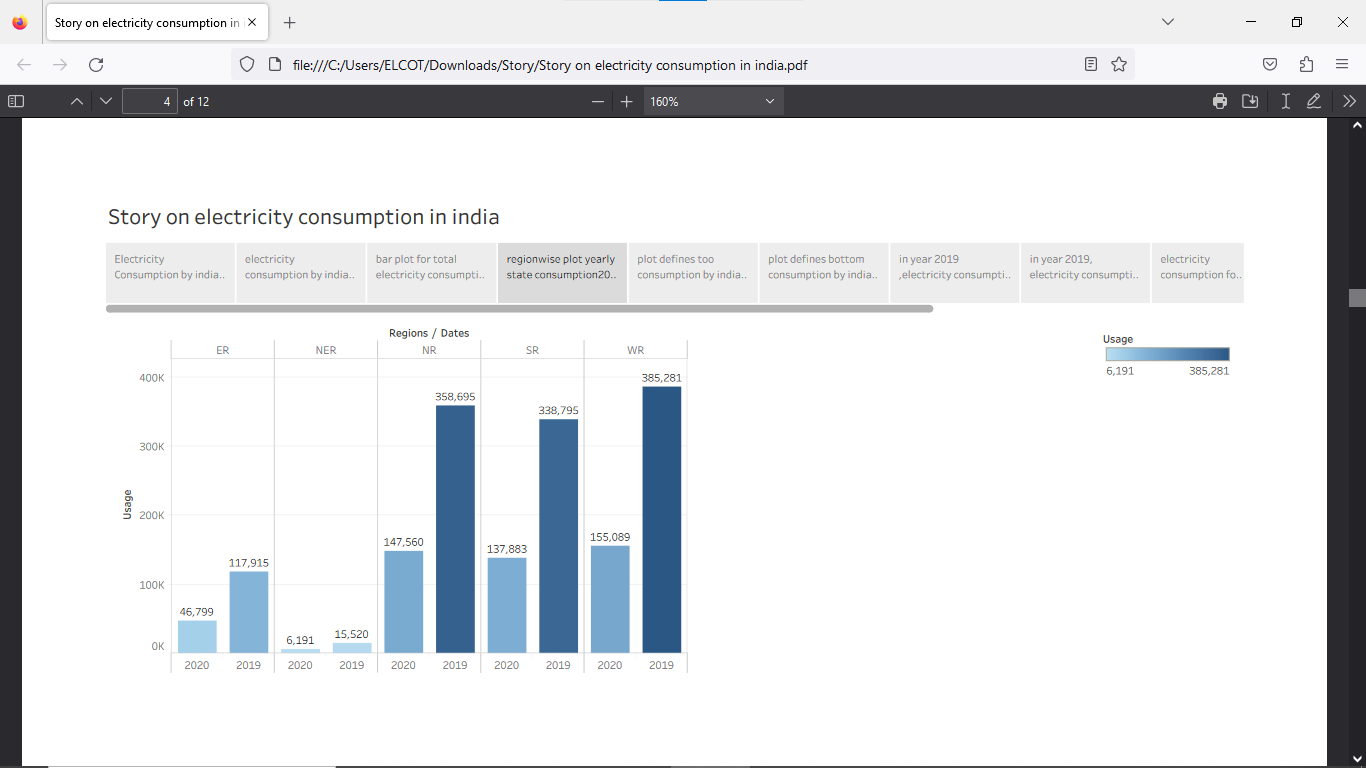 Story on electricity consumption in
file:///C:/Users/ELCOT/Downloads/Story/Story on electricity consumption in india.pdf
4 of 12
160%
Story on electricity consumption in india
Electricity
Consumption by india..
electricity
consumption by india..
bar plot for total
electricity consumpti..
regionwise plot yearly
state consumption20..
plot defines too
consumption by india..
plot defines bottom
consumption by india..
in year 2019
,electricity consumpti..
in year 2019,
electricity consumpti..
electricity
consumption fo..
Regions / Dates
ER NER NR SR WR
Usage
6,191 385,281
400K
300K
200K
100K
0K
Usage
46,799
117,915
6,191
15,520
147,560
358,695
137,883
338,795
155,089
385,281
2020 2019 2020 2019 2020 2019 2020 2019 2020 2019